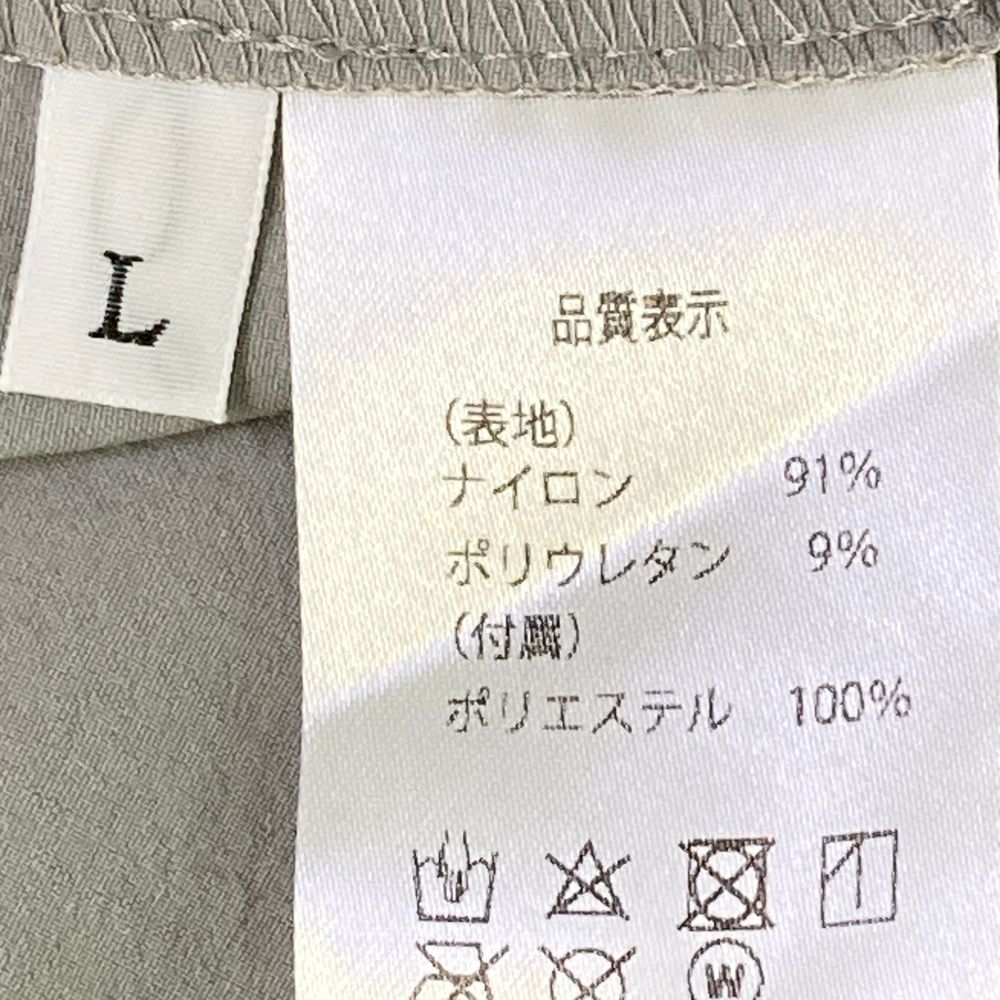 L
品質表示
(表地)
ナイロン 91%
ポリウレタン 9%
(付属)
ポリエステル 100%
W